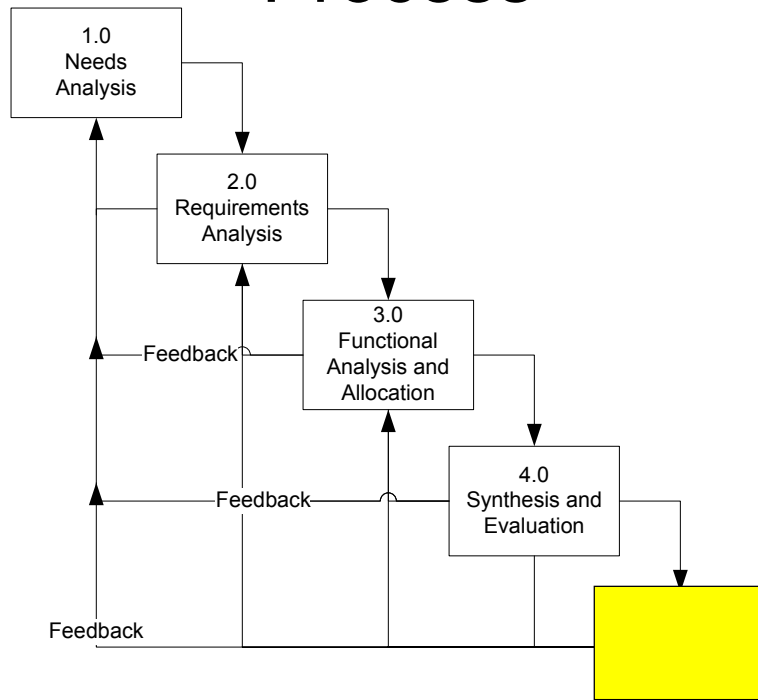 Process
1.0
Needs
Analysis
2.0
Requirements
Analysis
3.0
Functional
Analysis and
Allocation
Feedback
4.0
Synthesis and
Evaluation
Feedback
Feedback